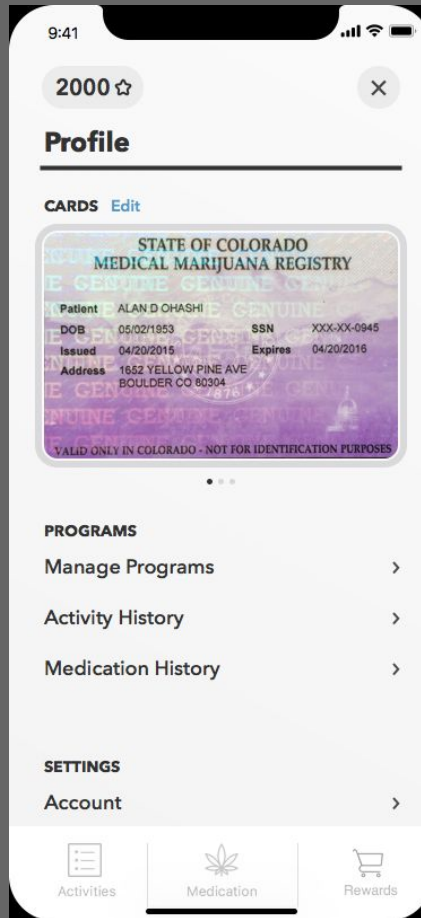 9:41
2000
Profile
CARDS Edit
STATE OF COLORADO
MEDICAL MARIJUANA REGISTRY
Patient ALAN D OHASHI
DOB 05/02/1953 SSN XXX-XX-0945
Issued 04/20/2015 Expires 04/20/2016
Address 1652 YELLOW PINE AVE
BOULDER CO 80304
1876
VALID ONLY IN COLORADO - NOT FOR IDENTIFICATION PURPOSES
PROGRAMS
Manage Programs
Activity History
Medication History
SETTINGS
Account
Activities Medication Rewards